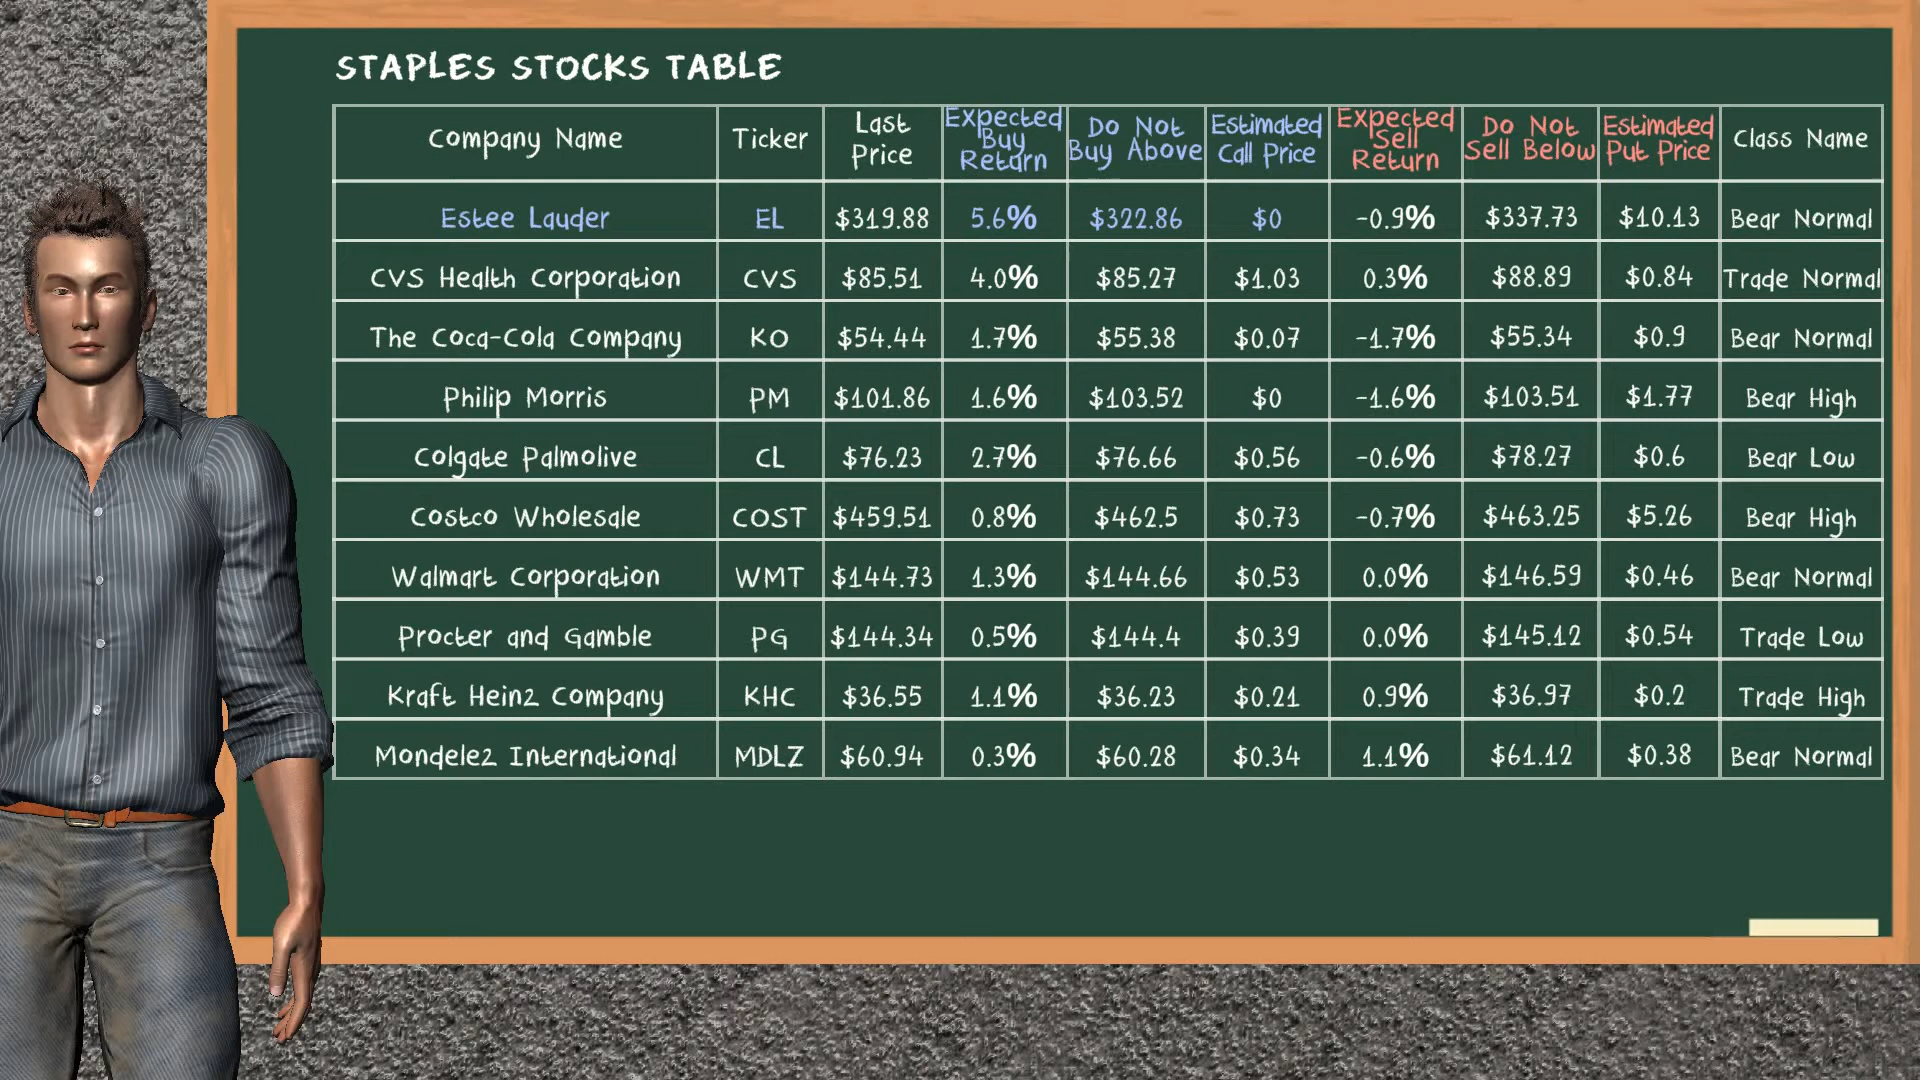 STAPLES STOCKS TABLE
Company Name Ticker Last Price Expected Buy Return Do Not Buy Above Estimated Call Price Expected Sell Return Do Not Sell Below Estimated Put Price Class Name
Estee Lauder EL $319.88 5.6% $322.86 $0 -0.9% $337.73 $10.13 Bear Normal
CVS Health Corporation CVS $85.51 4.0% $85.27 $1.03 0.3% $88.89 $0.84 Trade Normal
The Coca-Cola Company KO $54.44 1.7% $55.38 $0.07 -1.7% $55.34 $0.9 Bear Normal
Philip Morris PM $101.86 1.6% $103.52 $0 -1.6% $103.51 $1.77 Bear High
Colgate Palmolive CL $76.23 2.7% $76.66 $0.56 -0.6% $78.27 $0.6 Bear Low
Costco Wholesale COST $459.51 0.8% $462.5 $0.73 -0.7% $463.25 $5.26 Bear High
Walmart Corporation WMT $144.73 1.3% $144.66 $0.53 0.0% $146.59 $0.46 Bear Normal
Procter and Gamble PG $144.34 0.5% $144.4 $0.39 0.0% $145.12 $0.54 Trade Low
Kraft Heinz Company KHC $36.55 1.1% $36.23 $0.21 0.9% $36.97 $0.2 Trade High
Mondelez International MDLZ $60.94 0.3% $60.28 $0.34 1.1% $61.12 $0.38 Bear Normal